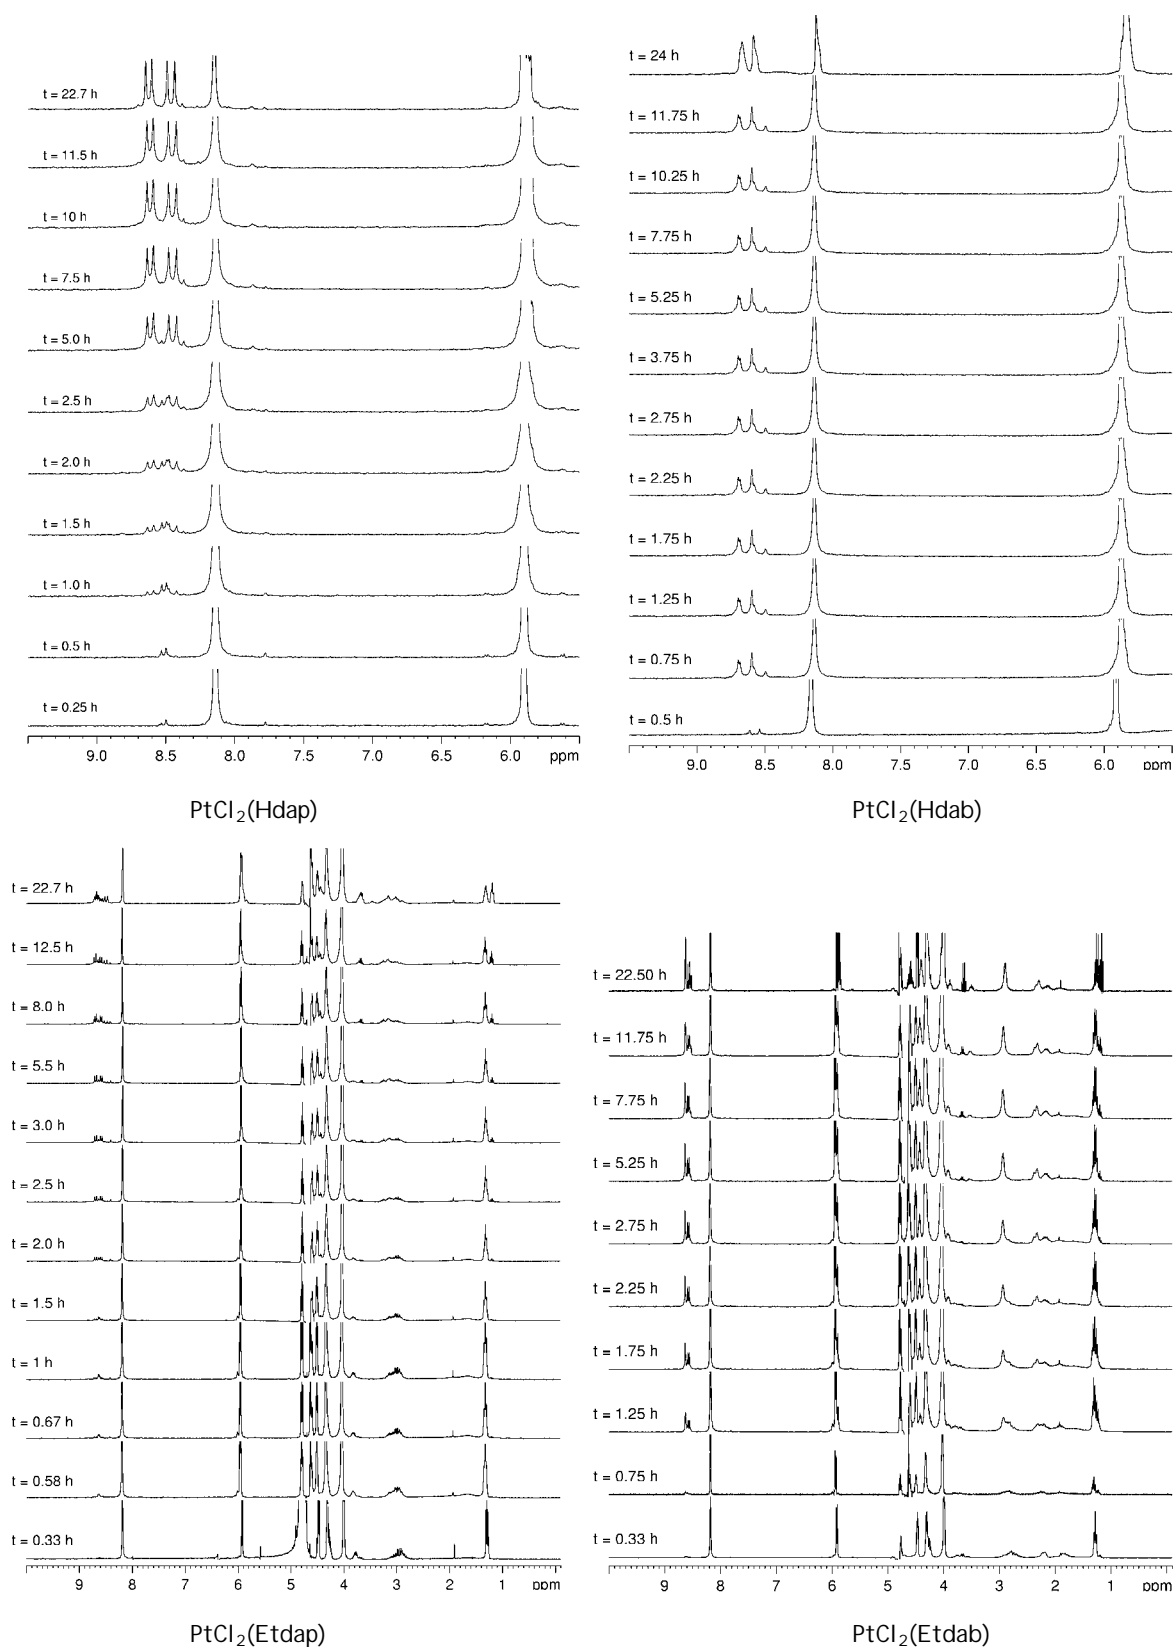 t = 22.7 h
t = 11.5 h
t = 10 h
t = 7.5 h
t = 5.0 h
t = 2.5 h
t = 2.0 h
t = 1.5 h
t = 1.0 h
t = 0.5 h
t = 0.25 h
9.0 8.5 8.0 7.5 7.0 6.5 6.0 ppm
PtCl₂(Hdap)
t = 24 h
t = 11.75 h
t = 10.25 h
t = 7.75 h
t = 5.25 h
t = 3.75 h
t = 2.75 h
t = 2.25 h
t = 1.75 h
t = 1.25 h
t = 0.75 h
t = 0.5 h
9.0 8.5 8.0 7.5 7.0 6.5 6.0 ppm
PtCl₂(Hdab)
t = 22.7 h
t = 12.5 h
t = 8.0 h
t = 5.5 h
t = 3.0 h
t = 2.5 h
t = 2.0 h
t = 1.5 h
t = 1 h
t = 0.67 h
t = 0.58 h
t = 0.33 h
9 8 7 6 5 4 3 2 1 ppm
PtCl₂(Etdap)
t = 22.50 h
t = 11.75 h
t = 7.75 h
t = 5.25 h
t = 2.75 h
t = 2.25 h
t = 1.75 h
t = 1.25 h
t = 0.75 h
t = 0.33 h
9 8 7 6 5 4 3 2 1 ppm
PtCl₂(Etdab)